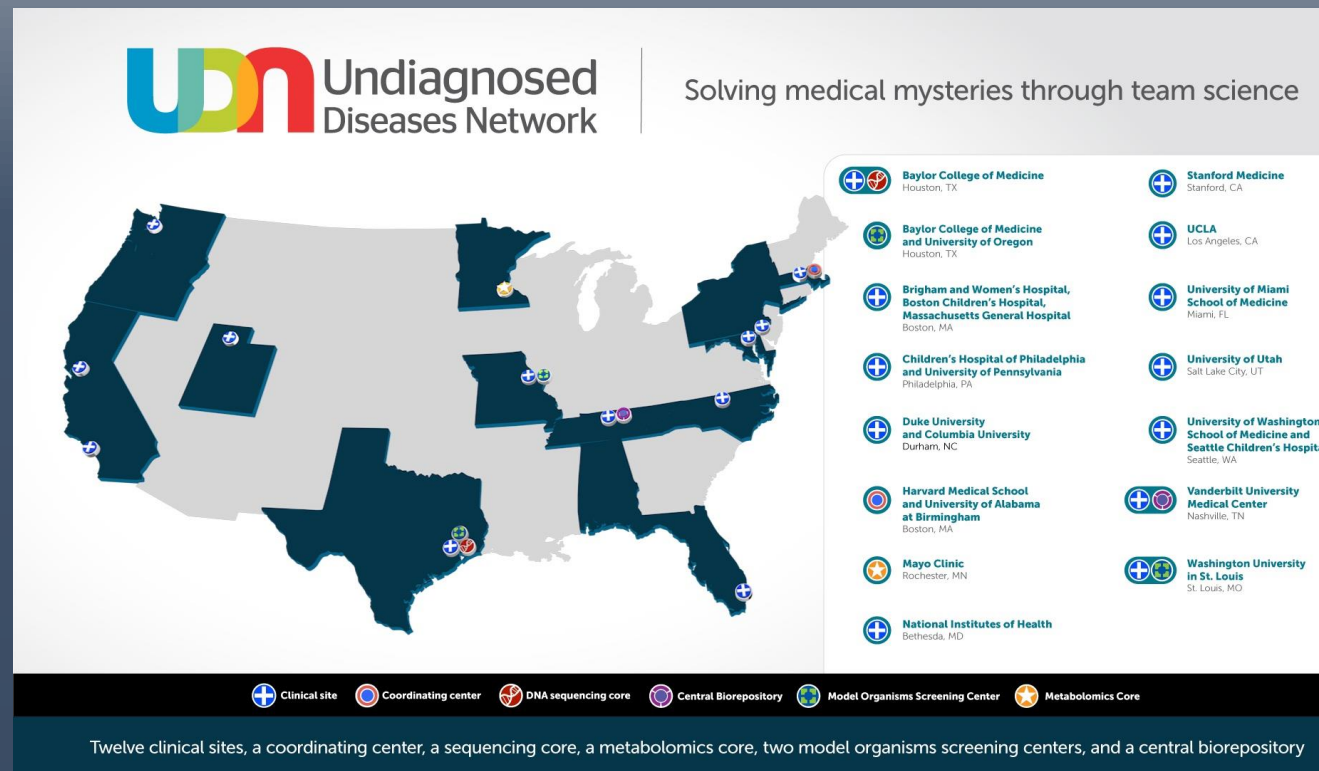 UDN Undiagnosed
Diseases Network
Solving medical mysteries through team science
Baylor College of Medicine
Houston, TX
Baylor College of Medicine
and University of Oregon
Houston, TX
Brigham and Women's Hospital,
Boston Children's Hospital,
Massachusetts General Hospital
Boston, MA
Children's Hospital of Philadelphia
and University of Pennsylvania
Philadelphia, PA
Duke University
and Columbia University
Durham, NC
Harvard Medical School
and University of Alabama
at Birmingham
Boston, MA
Mayo Clinic
Rochester, MN
National Institutes of Health
Bethesda, MD
Stanford Medicine
Stanford, CA
UCLA
Los Angeles, CA
University of Miami
School of Medicine
Miami, FL
University of Utah
Salt Lake City, UT
University of Washington
School of Medicine and
Seattle Children's
Seattle, WA
Vanderbilt University
Medical Center
Nashville, TN
Washington University
in St. Louis
St. Louis, MO
Clinical site
Coordinating center
DNA sequencing core
Central Biorepository
Model Organisms Screening Center
Metabolomics Core
Twelve clinical sites, a coordinating center, a sequencing core, a metabolomics core, two model organisms screening centers, and a central biorepository